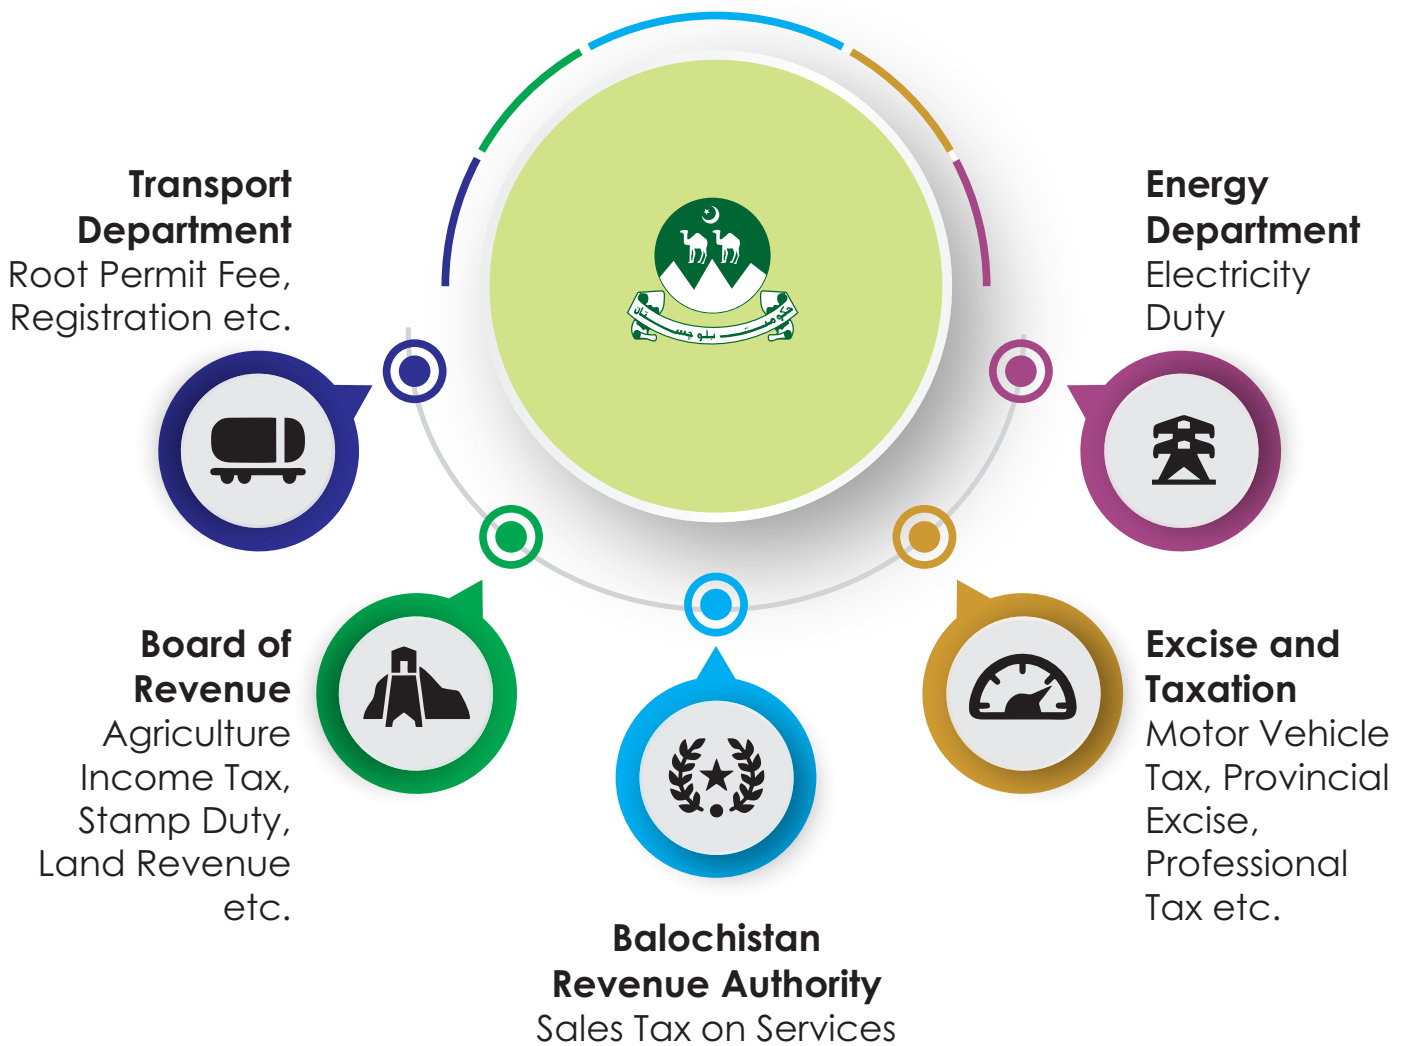 حکومت بلوچستان
Transport
Department
Root Permit Fee,
Registration etc.
Energy
Department
Electricity
Duty
Board of
Revenue
Agriculture
Income Tax,
Stamp Duty,
Land Revenue
etc.
Excise and
Taxation
Motor Vehicle
Tax, Provincial
Excise,
Professional
Tax etc.
Balochistan
Revenue Authority
Sales Tax on Services